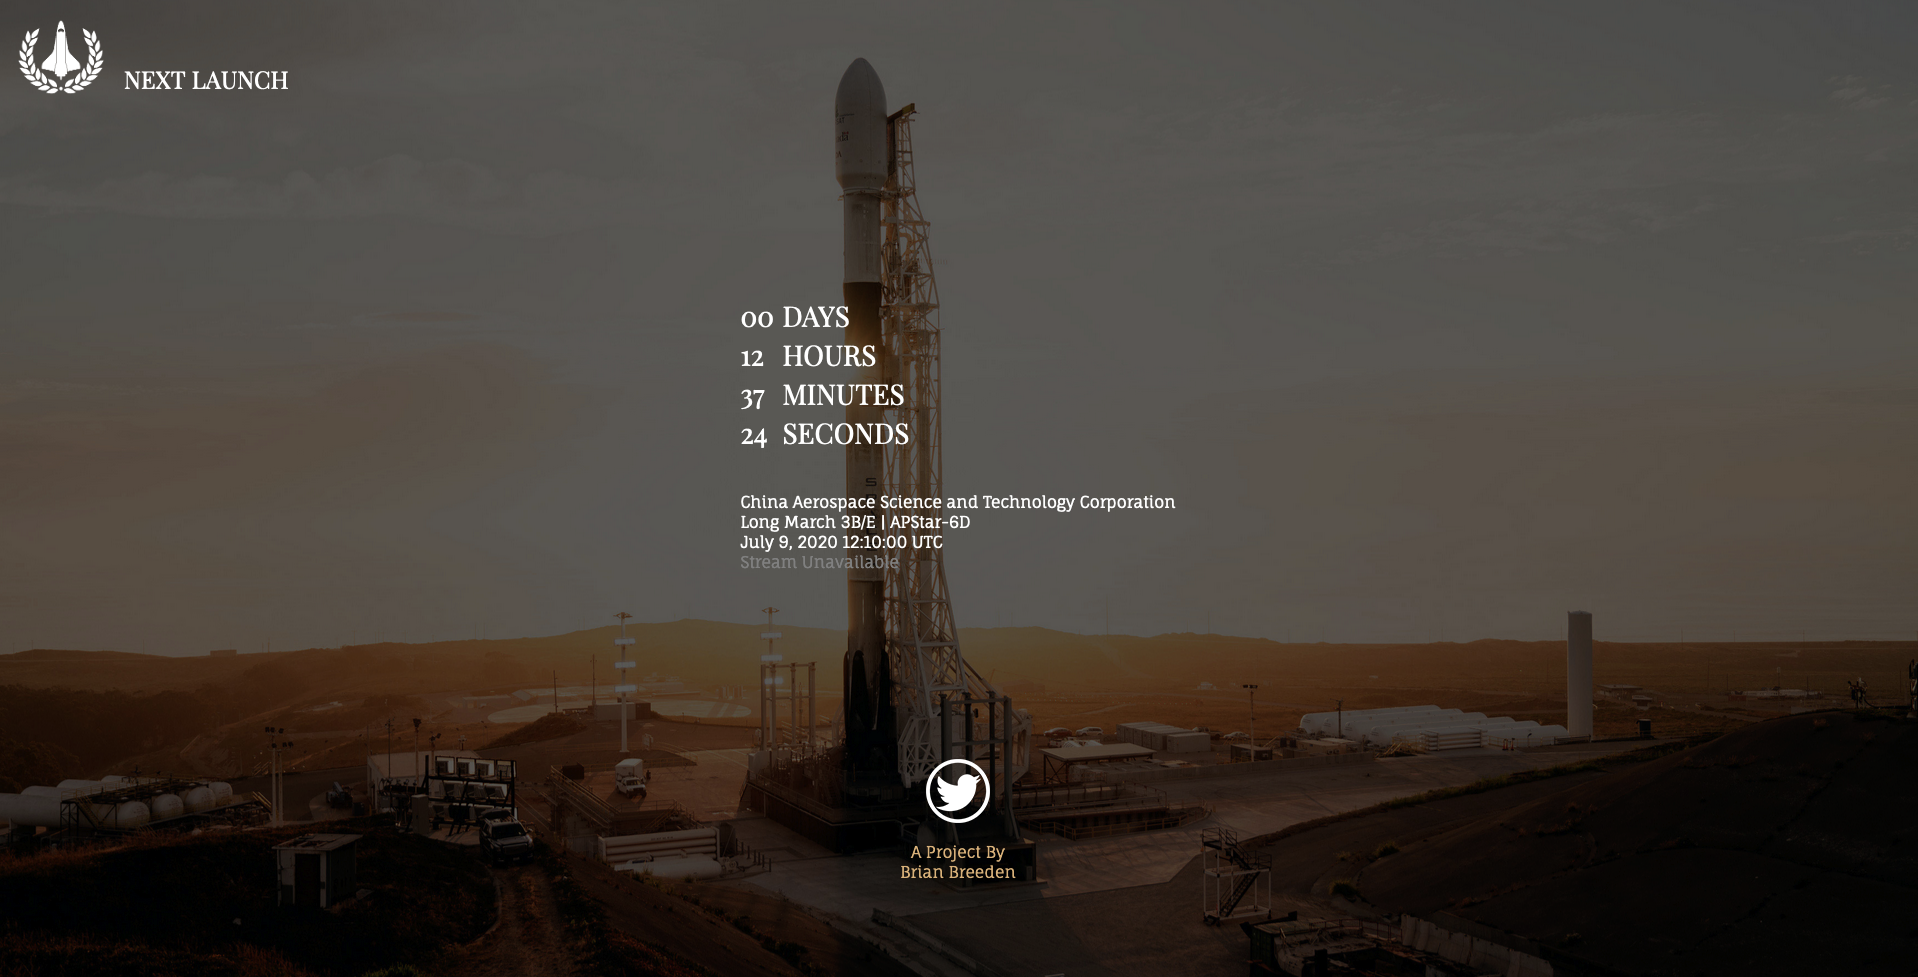 NEXT LAUNCH
00 DAYS
12 HOURS
37 MINUTES
24 SECONDS
China Aerospace Science and Technology Corporation
Long March 3B/E | APStar-6D
July 9, 2020 12:10:00 UTC
Stream Unavailable
A Project By
Brian Breeden